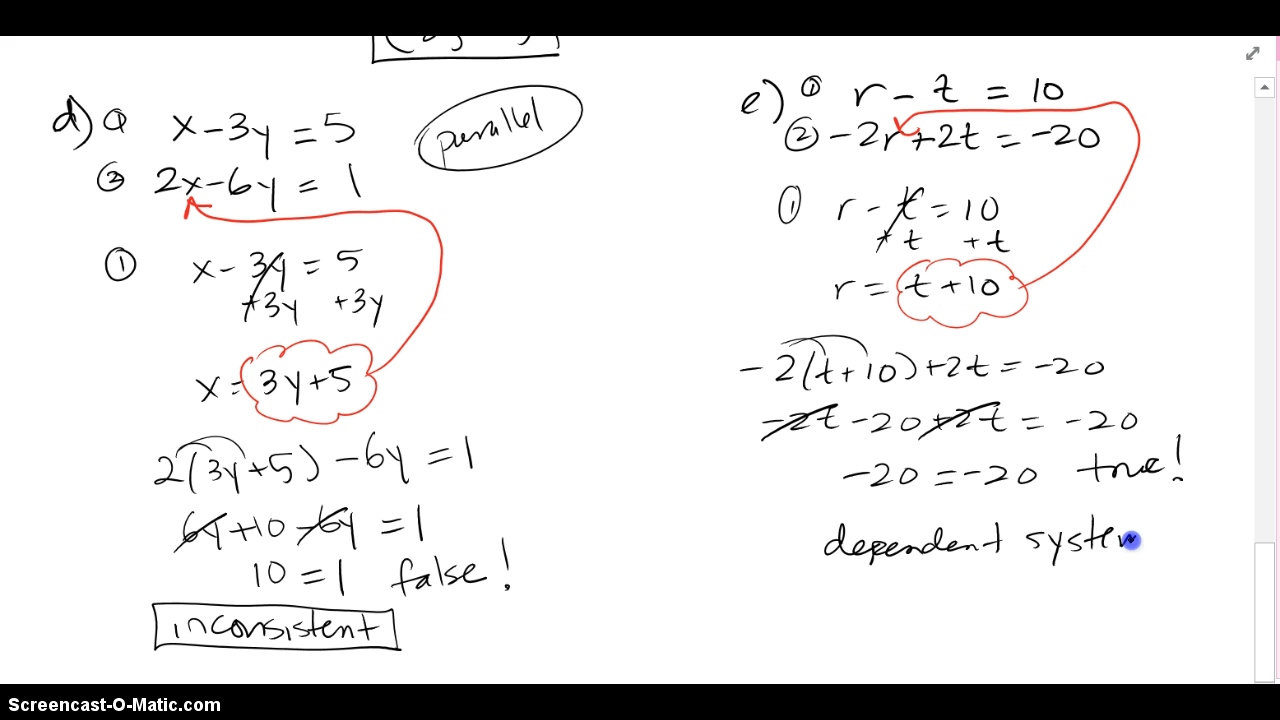 d) ① x - 3y = 5
② 2x - 6y = 1
parallel
① x - 3y = 5
+3y +3y
x = 3y + 5
2(3y + 5) - 6y = 1
6y + 10 - 6y = 1
10 = 1 false!
inconsistent
e) ① r - t = 10
② -2r + 2t = -20
① r - t = 10
+t +t
r = t + 10
-2(t + 10) + 2t = -20
-2t - 20 + 2t = -20
-20 = -20 true!
dependent system
Screencast-O-Matic.com